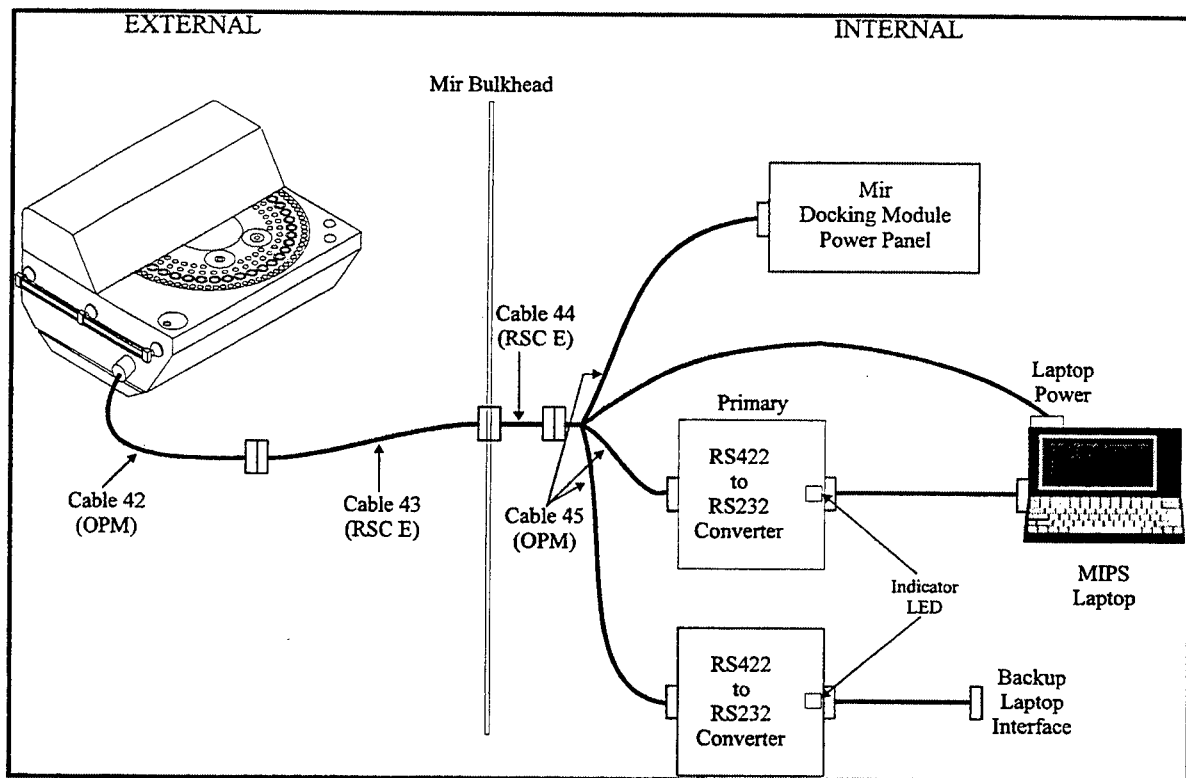 EXTERNAL
INTERNAL
Mir Bulkhead
Mir
Docking Module
Power Panel
Cable 44
(RSC E)
Laptop
Power
Primary
RS422
to
RS232
Converter
Cable 42
(OPM)
Cable 43
(RSC E)
Cable 45
(OPM)
Indicator
LED
MIPS
Laptop
RS422
to
RS232
Converter
Backup
Laptop
Interface